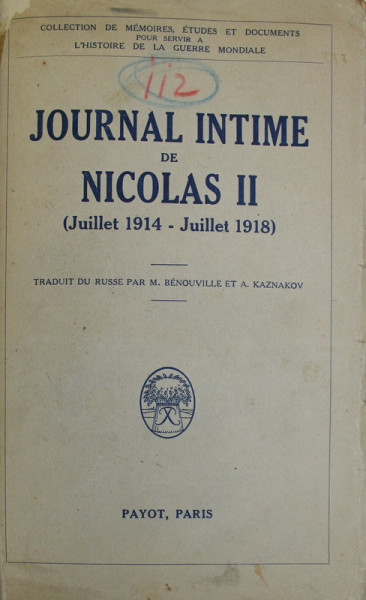 COLLECTION DE MÉMOIRES, ÉTUDES ET DOCUMENTS
POUR SERVIR A
L'HISTOIRE DE LA GUERRE MONDIALE
112
JOURNAL INTIME
DE
NICOLAS II
(Juillet 1914 - Juillet 1918)
TRADUIT DU RUSSE PAR M. BÉNOUVILLE ET A. KAZNAKOV
PAYOT, PARIS